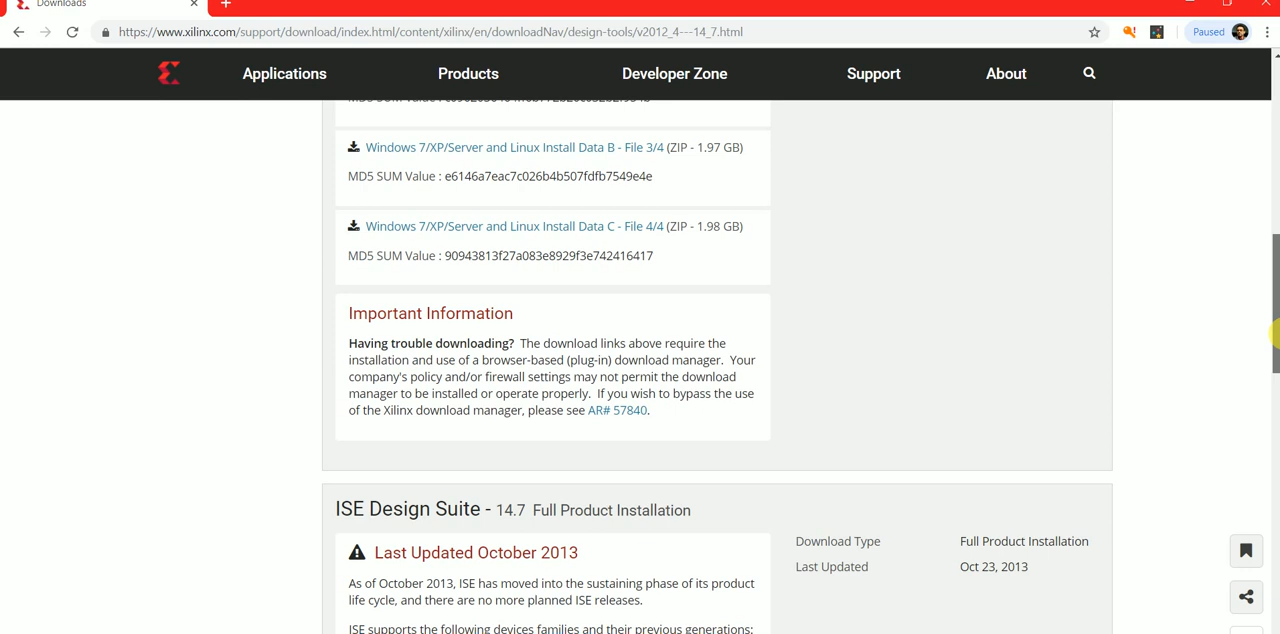 Downloads
https://www.xilinx.com/support/download/index.html/content/xilinx/en/downloadNav/design-tools/v2012_4---14_7.html
Paused
Applications
Products
Developer Zone
Support
About
Windows 7/XP/Server and Linux Install Data B - File 3/4 (ZIP - 1.97 GB)
MD5 SUM Value : e6146a7eac7c026b4b507fdfb7549e4e
Windows 7/XP/Server and Linux Install Data C - File 4/4 (ZIP - 1.98 GB)
MD5 SUM Value : 90943813f27a083e8929f3e742416417
Important Information
Having trouble downloading? The download links above require the
installation and use of a browser-based (plug-in) download manager. Your
company's policy and/or firewall settings may not permit the download
manager to be installed or operate properly. If you wish to bypass the use
of the Xilinx download manager, please see AR# 57840.
ISE Design Suite - 14.7 Full Product Installation
Last Updated October 2013
As of October 2013, ISE has moved into the sustaining phase of its product
life cycle, and there are no more planned ISE releases.
ISE supports the following devices families and their previous generations:
Download Type
Full Product Installation
Last Updated
Oct 23, 2013